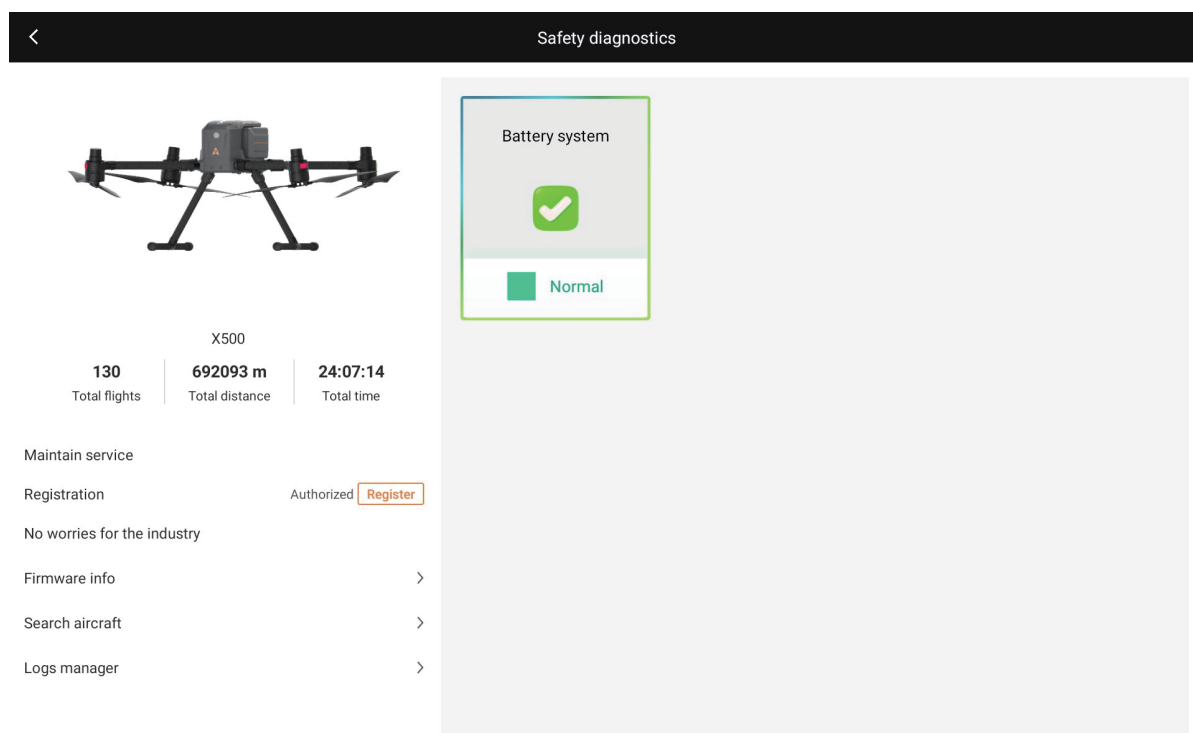 Safety diagnostics
Battery system
Normal
X500
130
692093 m
24:07:14
Total flights
Total distance
Total time
Maintain service
Registration
Authorized
Register
No worries for the industry
Firmware info
Search aircraft
Logs manager